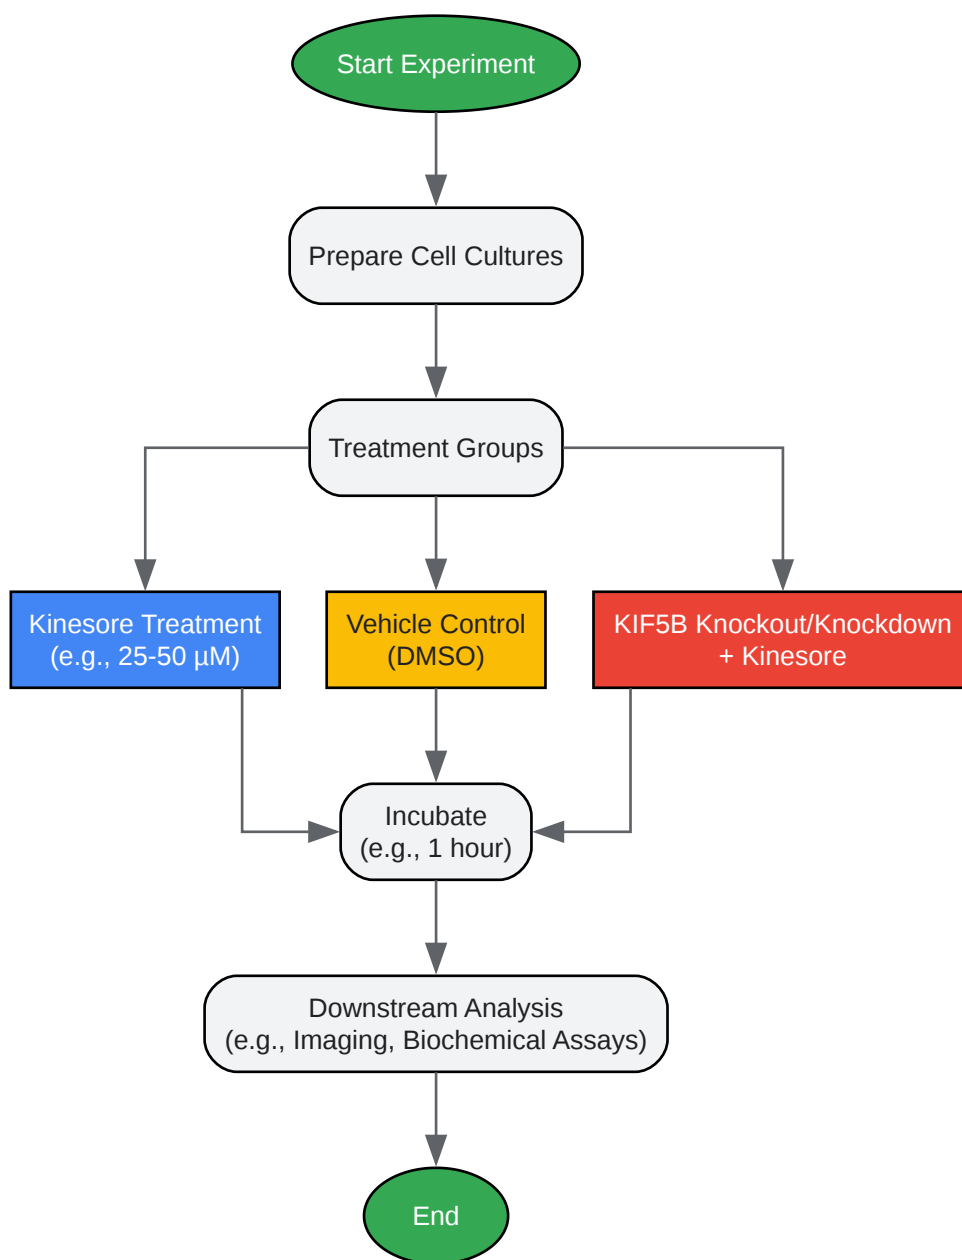 Start Experiment
Prepare Cell Cultures
Treatment Groups
Kinesore Treatment
(e.g., 25-50 µM)
Vehicle Control
(DMSO)
KIF5B Knockout/Knockdown
+ Kinesore
Incubate
(e.g., 1 hour)
Downstream Analysis
(e.g., Imaging, Biochemical Assays)
End